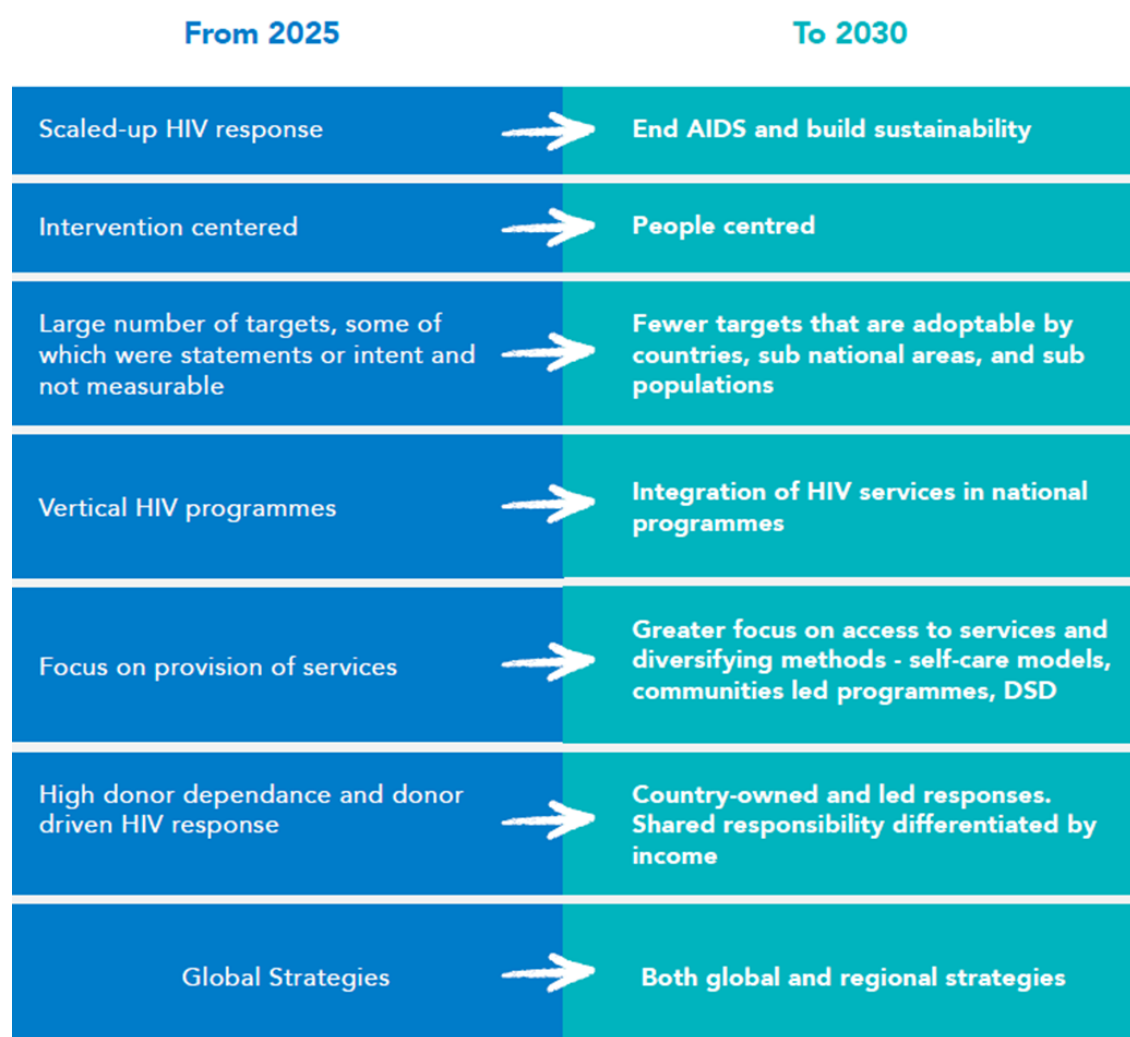 From 2025
To 2030
Scaled-up HIV response
End AIDS and build sustainability
Intervention centered
People centred
Large number of targets, some of
which were statements or intent and
not measurable
Fewer targets that are adoptable by
countries, sub national areas, and sub
populations
Vertical HIV programmes
Integration of HIV services in national
programmes
Focus on provision of services
Greater focus on access to services and
diversifying methods - self-care models,
communities led programmes, DSD
High donor dependance and donor
driven HIV response
Country-owned and led responses.
Shared responsibility differentiated by
income
Global Strategies
Both global and regional strategies